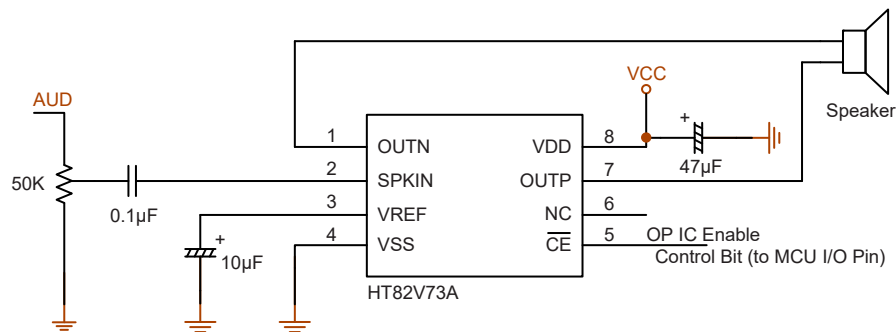 VCC
AUD
Speaker
+
1
OUTN
VDD
8
47µF
50K
2
SPKIN
OUTP
7
0.1µF
3
VREF
NC
6
+
10µF
4
VSS
C̅E̅
5
OP IC Enable
Control Bit (to MCU I/O Pin)
HT82V73A